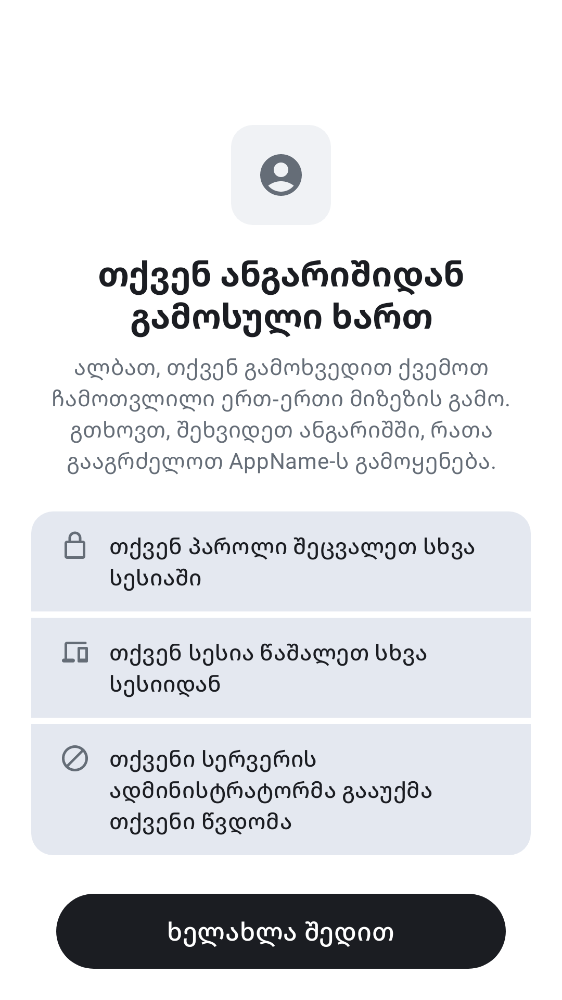 თქვენ ანგარიშიდან
გამოსული ხართ
ალბათ, თქვენ გამოხვედით ქვემოთ
ჩამოთვლილი ერთ-ერთი მიზეზის გამო.
გთხოვთ, შეხვიდეთ ანგარიშში, რათა
გააგრძელოთ AppName-ს გამოყენება.
თქვენ პაროლი შეცვალეთ სხვა
სესიაში
თქვენ სესია წაშალეთ სხვა
სესიიდან
თქვენი სერვერის
ადმინისტრატორმა გააუქმა
თქვენი წვდომა
ხელახლა შედით